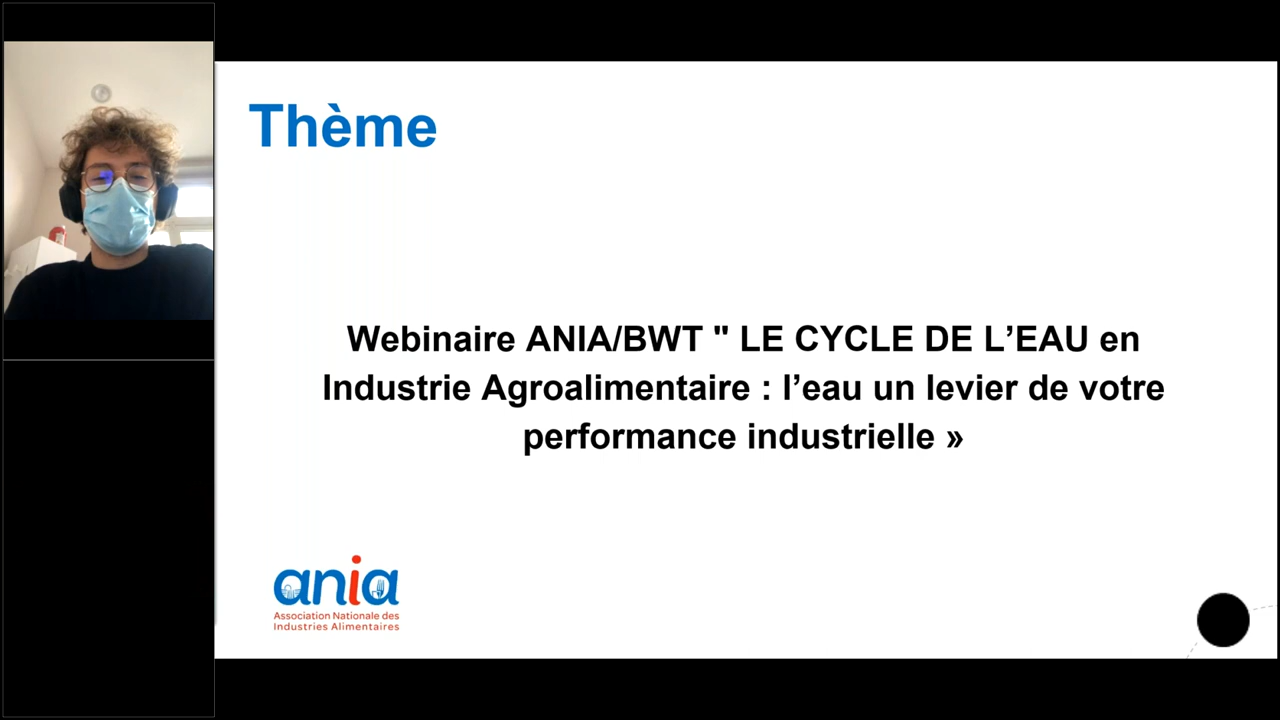 Thème
Webinaire ANIA/BWT " LE CYCLE DE L’EAU en
Industrie Agroalimentaire : l’eau un levier de votre
performance industrielle »
ania
Association Nationale des
Industries Alimentaires